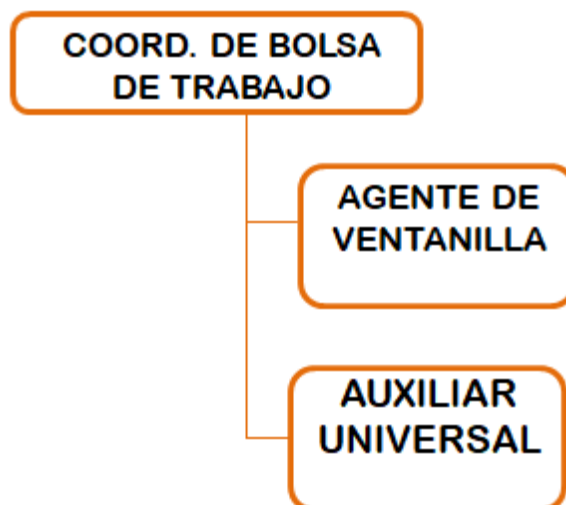 COORD. DE BOLSA
DE TRABAJO
AGENTE DE
VENTANILLA
AUXILIAR
UNIVERSAL